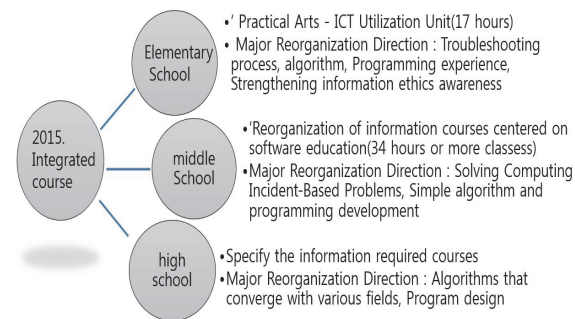 2015.
Integrated
course
Elementary
School
•‘ Practical Arts - ICT Utilization Unit(17 hours)
• Major Reorganization Direction : Troubleshooting
process, algorithm, Programming experience,
Strengthening information ethics awareness
middle
School
•‘Reorganization of information courses centered on
software education(34 hours or more classess)
•Major Reorganization Direction : Solving Computing
Incident-Based Problems, Simple algorithm and
programming development
high
school
•Specify the information required courses
•Major Reorganization Direction : Algorithms that
converge with various fields, Program design